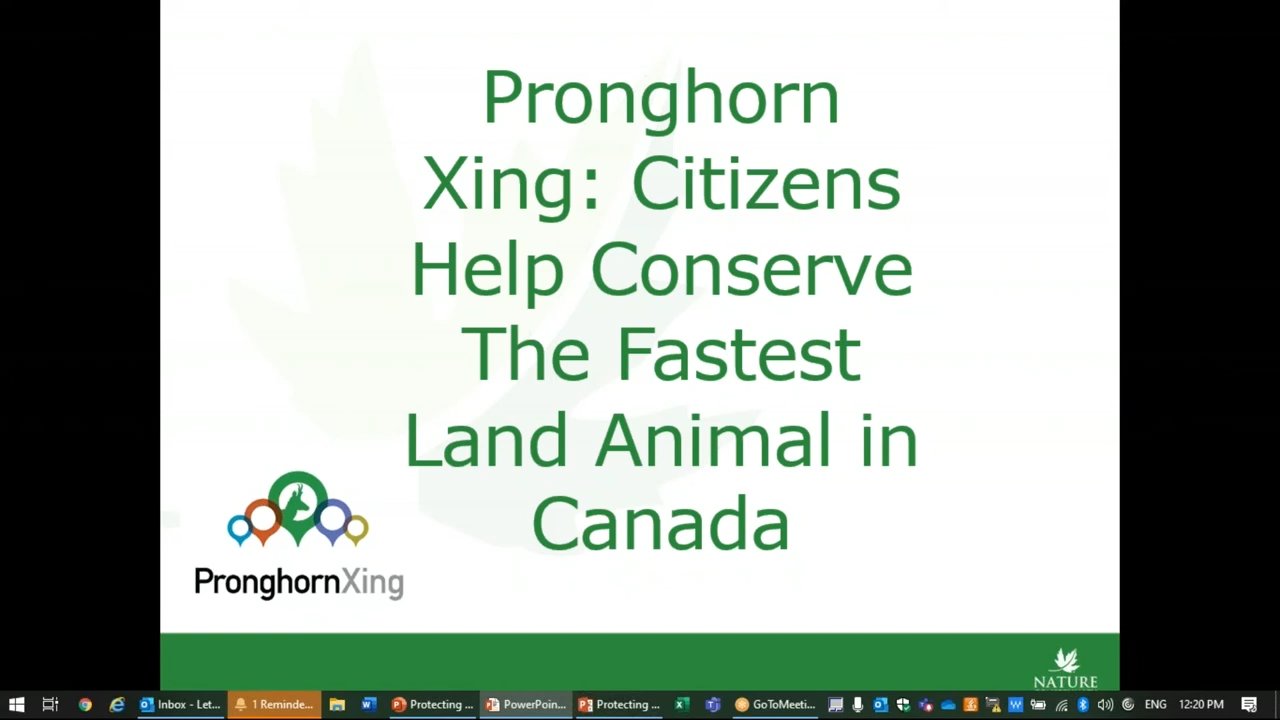 Pronghorn
Xing: Citizens
Help Conserve
The Fastest
Land Animal in
Canada
PronghornXing
NATURE
Inbox - Let...
1 Reminde...
Protecting ...
PowerPoin...
Protecting ...
GoToMeeti...
ENG
12:20 PM